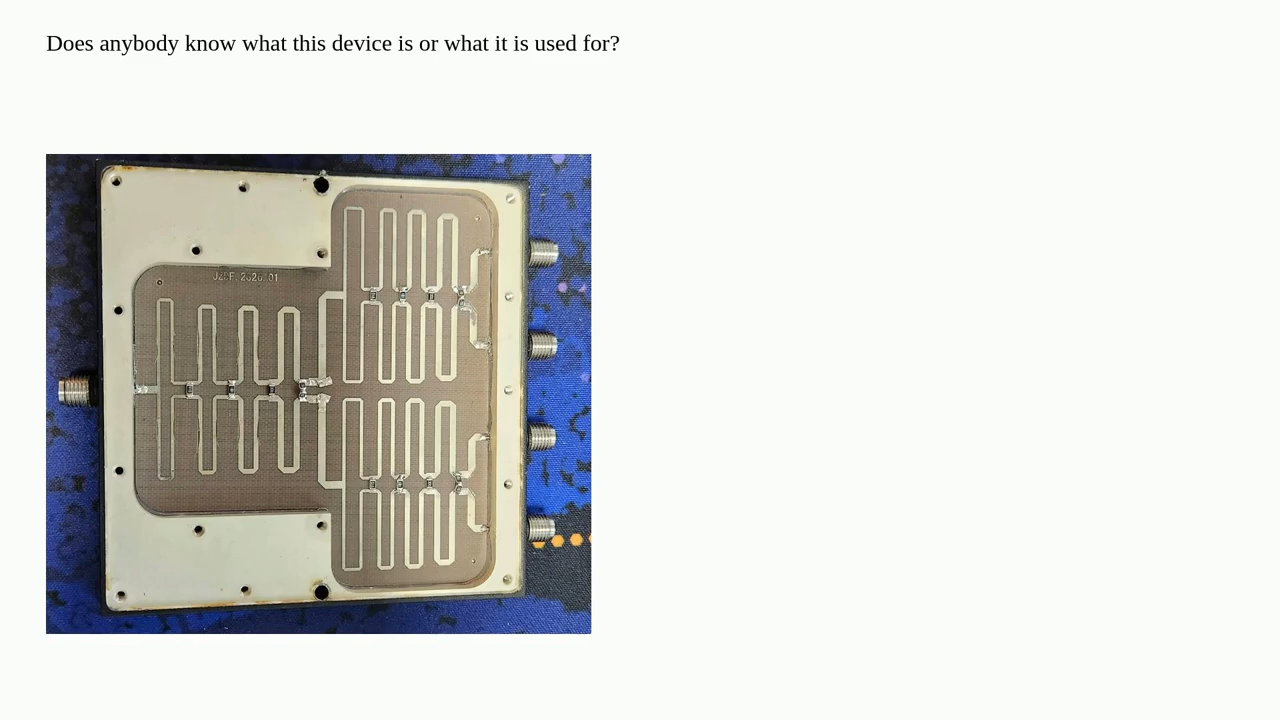 Does anybody know what this device is or what it is used for?